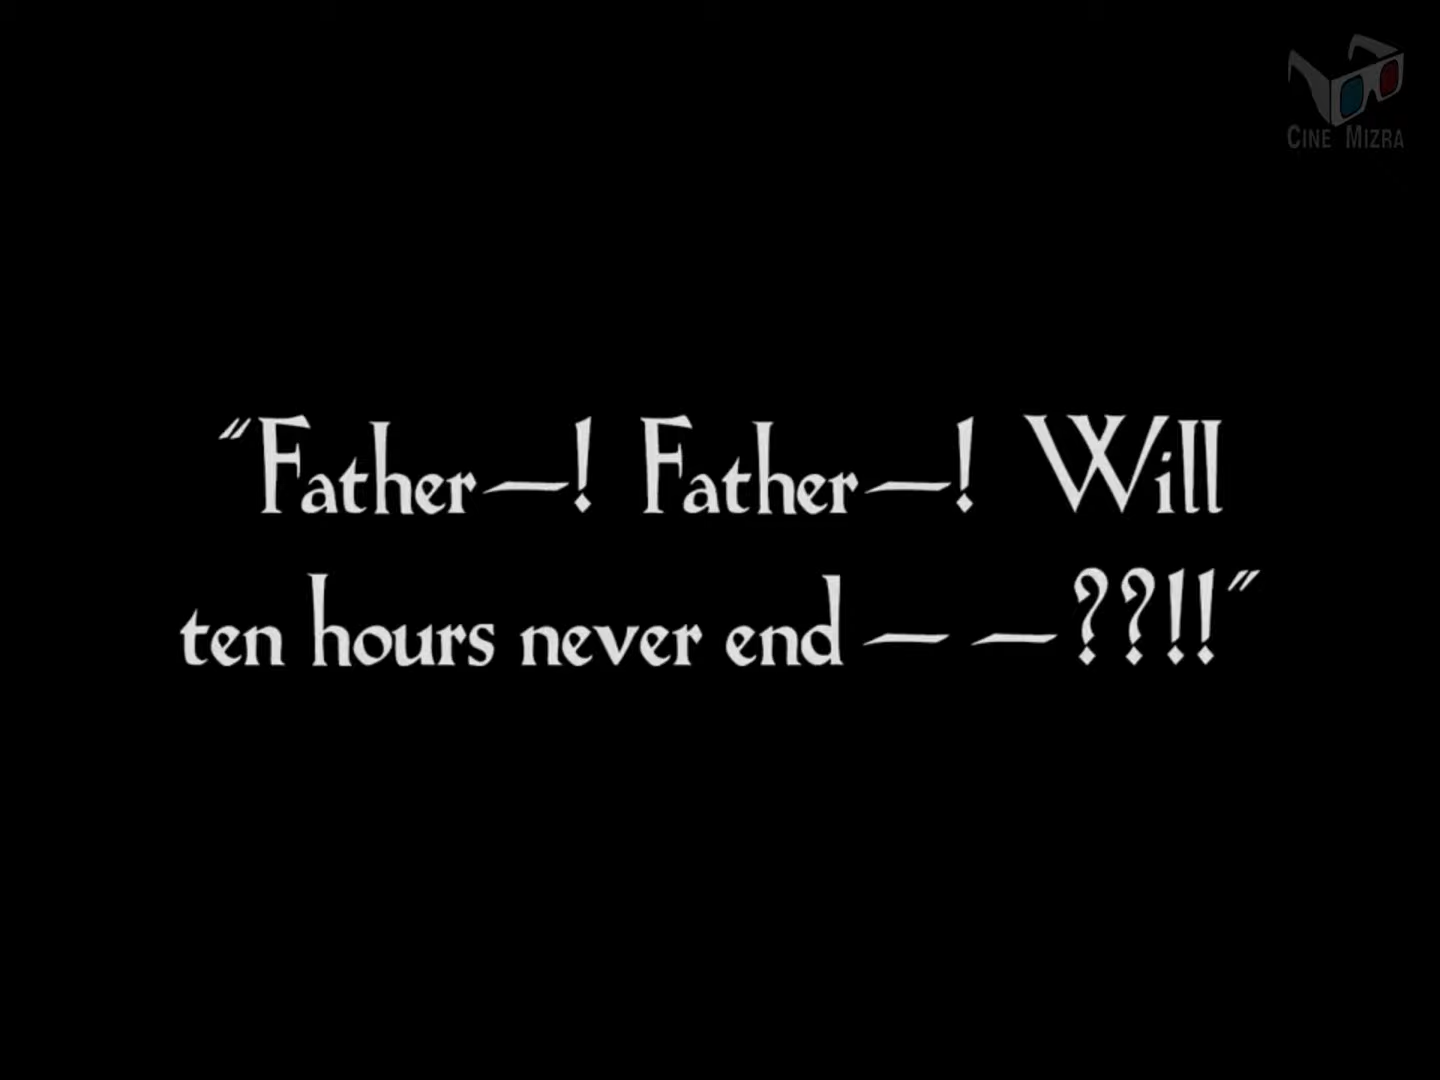 CINE MIZRA
"Father—! Father—! Will
ten hours never end — —??!!"